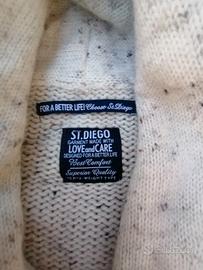 FOR A BETTER LIFE! Choose St.Diego
ST.DIEGO
GARMENT MADE WITH
LOVE and CARE
DESIGNED FOR A BETTER LIFE
Best Comfort
Superior Quality